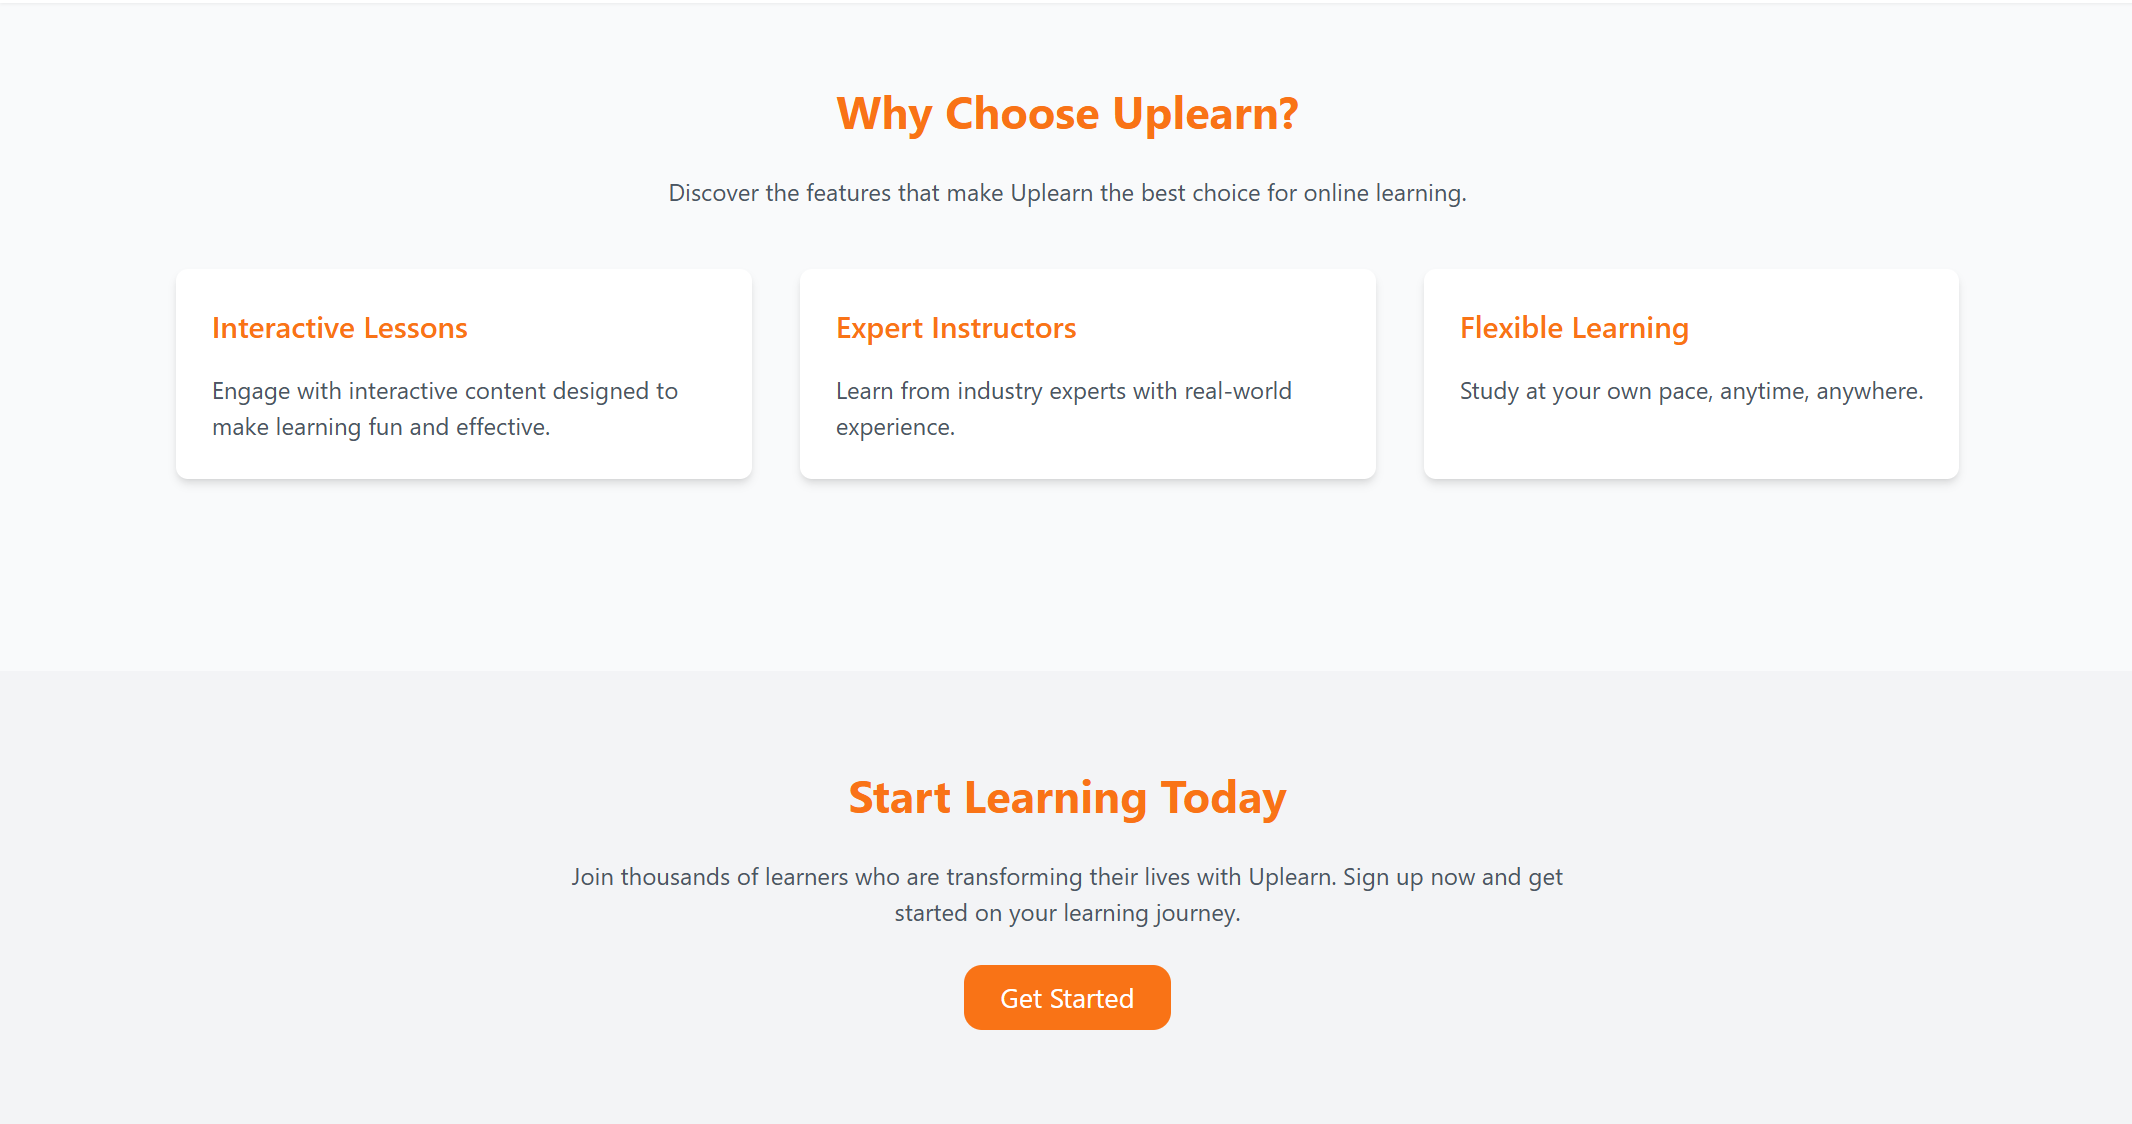 Why Choose Uplearn?
Discover the features that make Uplearn the best choice for online learning.
Interactive Lessons
Engage with interactive content designed to
make learning fun and effective.
Expert Instructors
Learn from industry experts with real-world
experience.
Flexible Learning
Study at your own pace, anytime, anywhere.
Start Learning Today
Join thousands of learners who are transforming their lives with Uplearn. Sign up now and get
started on your learning journey.
Get Started